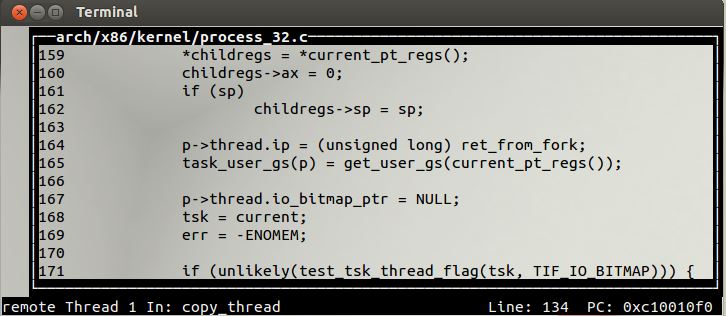 Terminal
arch/x86/kernel/process_32.c
159 *childregs = *current_pt_regs();
160 childregs->ax = 0;
161 if (sp)
162 childregs->sp = sp;
163
164 p->thread.ip = (unsigned long) ret_from_fork;
165 task_user_gs(p) = get_user_gs(current_pt_regs());
166
167 p->thread.io_bitmap_ptr = NULL;
168 tsk = current;
169 err = -ENOMEM;
170
171 if (unlikely(test_tsk_thread_flag(tsk, TIF_IO_BITMAP))) {
remote Thread 1 In: copy_thread Line: 134 PC: 0xc10010f0